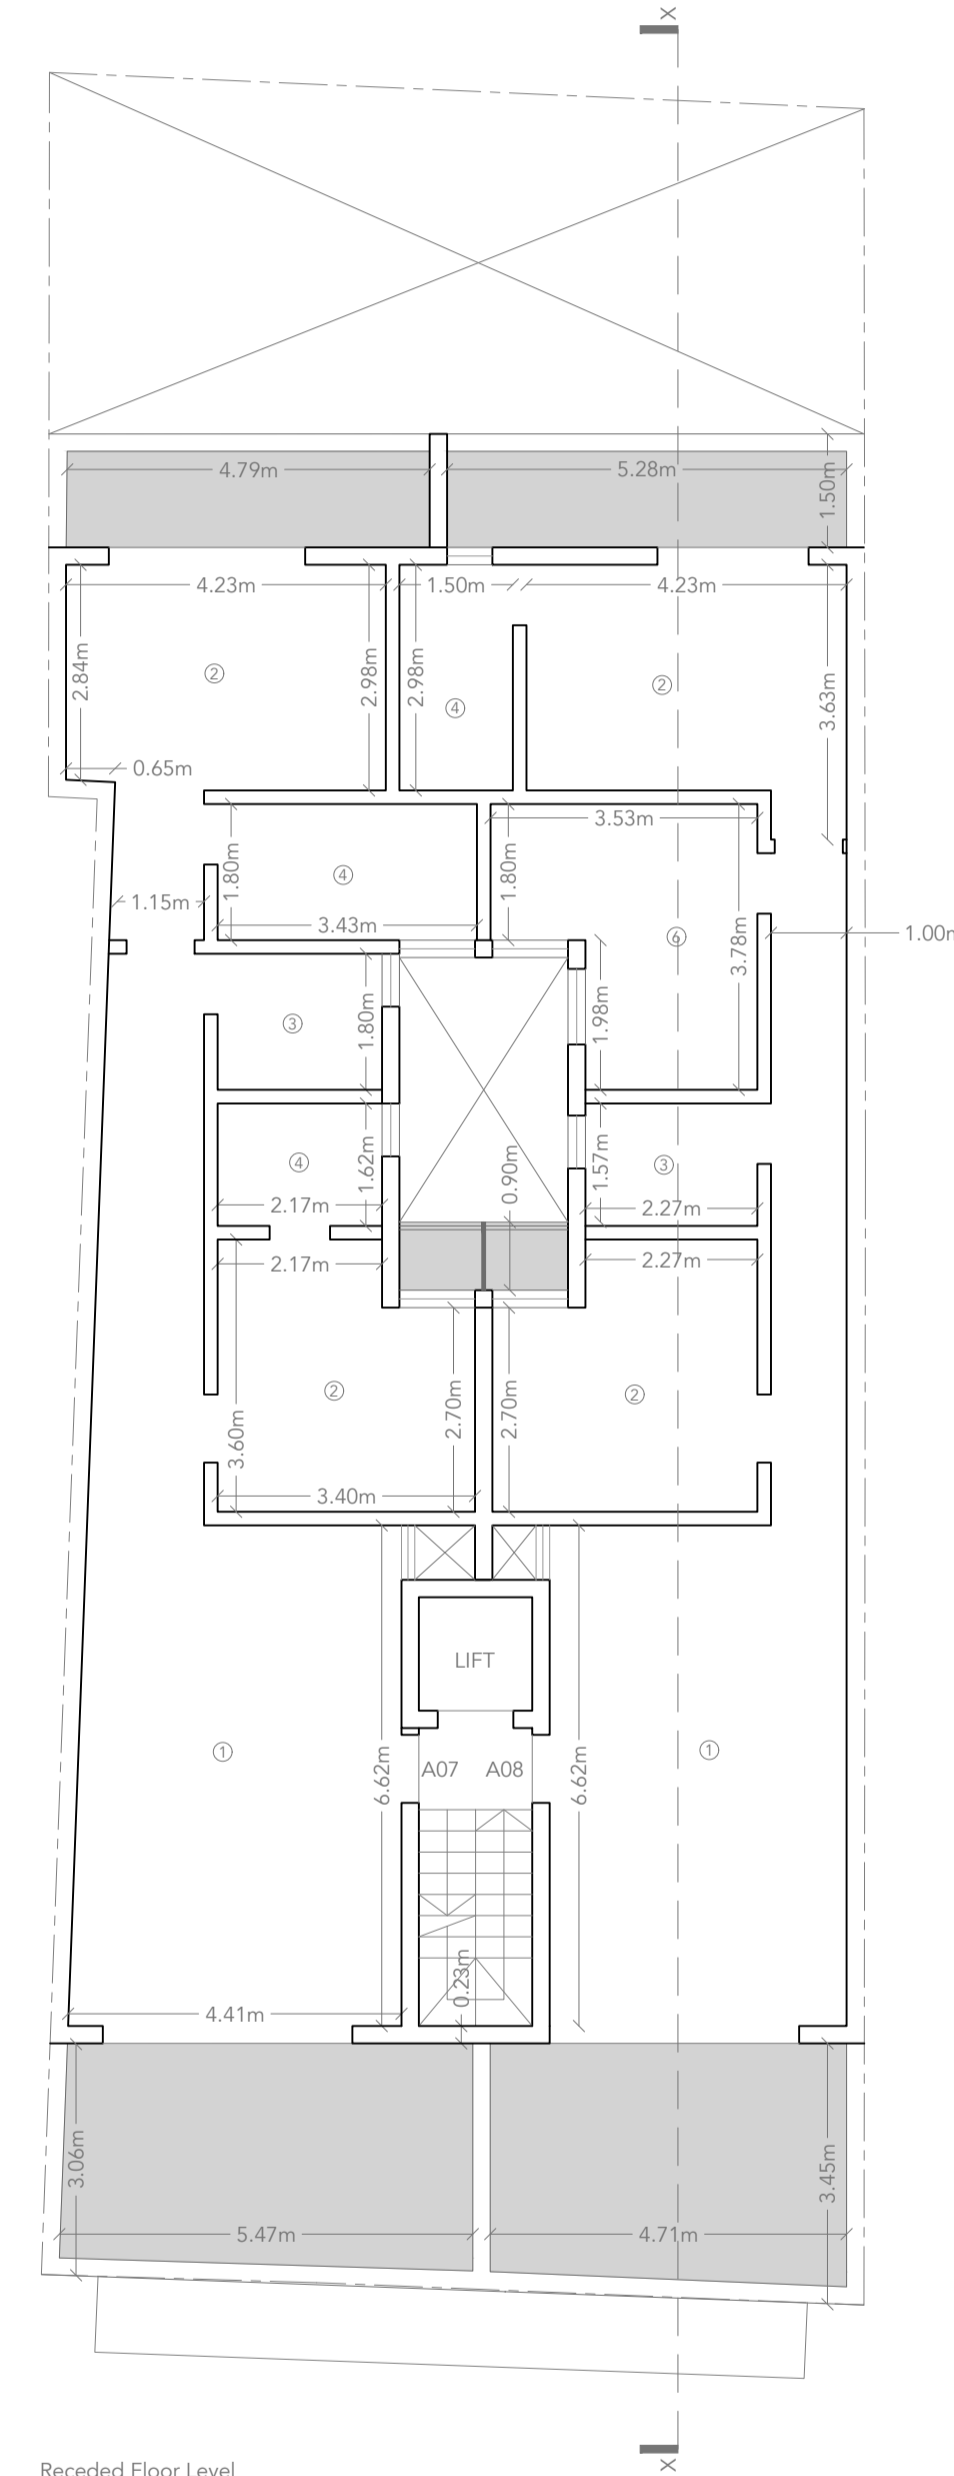 X
4.79m
5.28m
1.50m
4.23m
1.50m
4.23m
2.84m
2
2.98m
2.98m
4
2
3.63m
0.65m
3.53m
1.80m
4
1.80m
1.15m
3.43m
6
3.78m
1.00m
3
1.80m
1.98m
4
1.62m
0.90m
1.57m
3
2.17m
2.27m
2.17m
2.27m
2
2
3.60m
2.70m
2.70m
3.40m
LIFT
1
6.62m
A07
A08
6.62m
1
0.23m
4.41m
3.06m
3.45m
5.47m
4.71m
X
Receded Floor Level